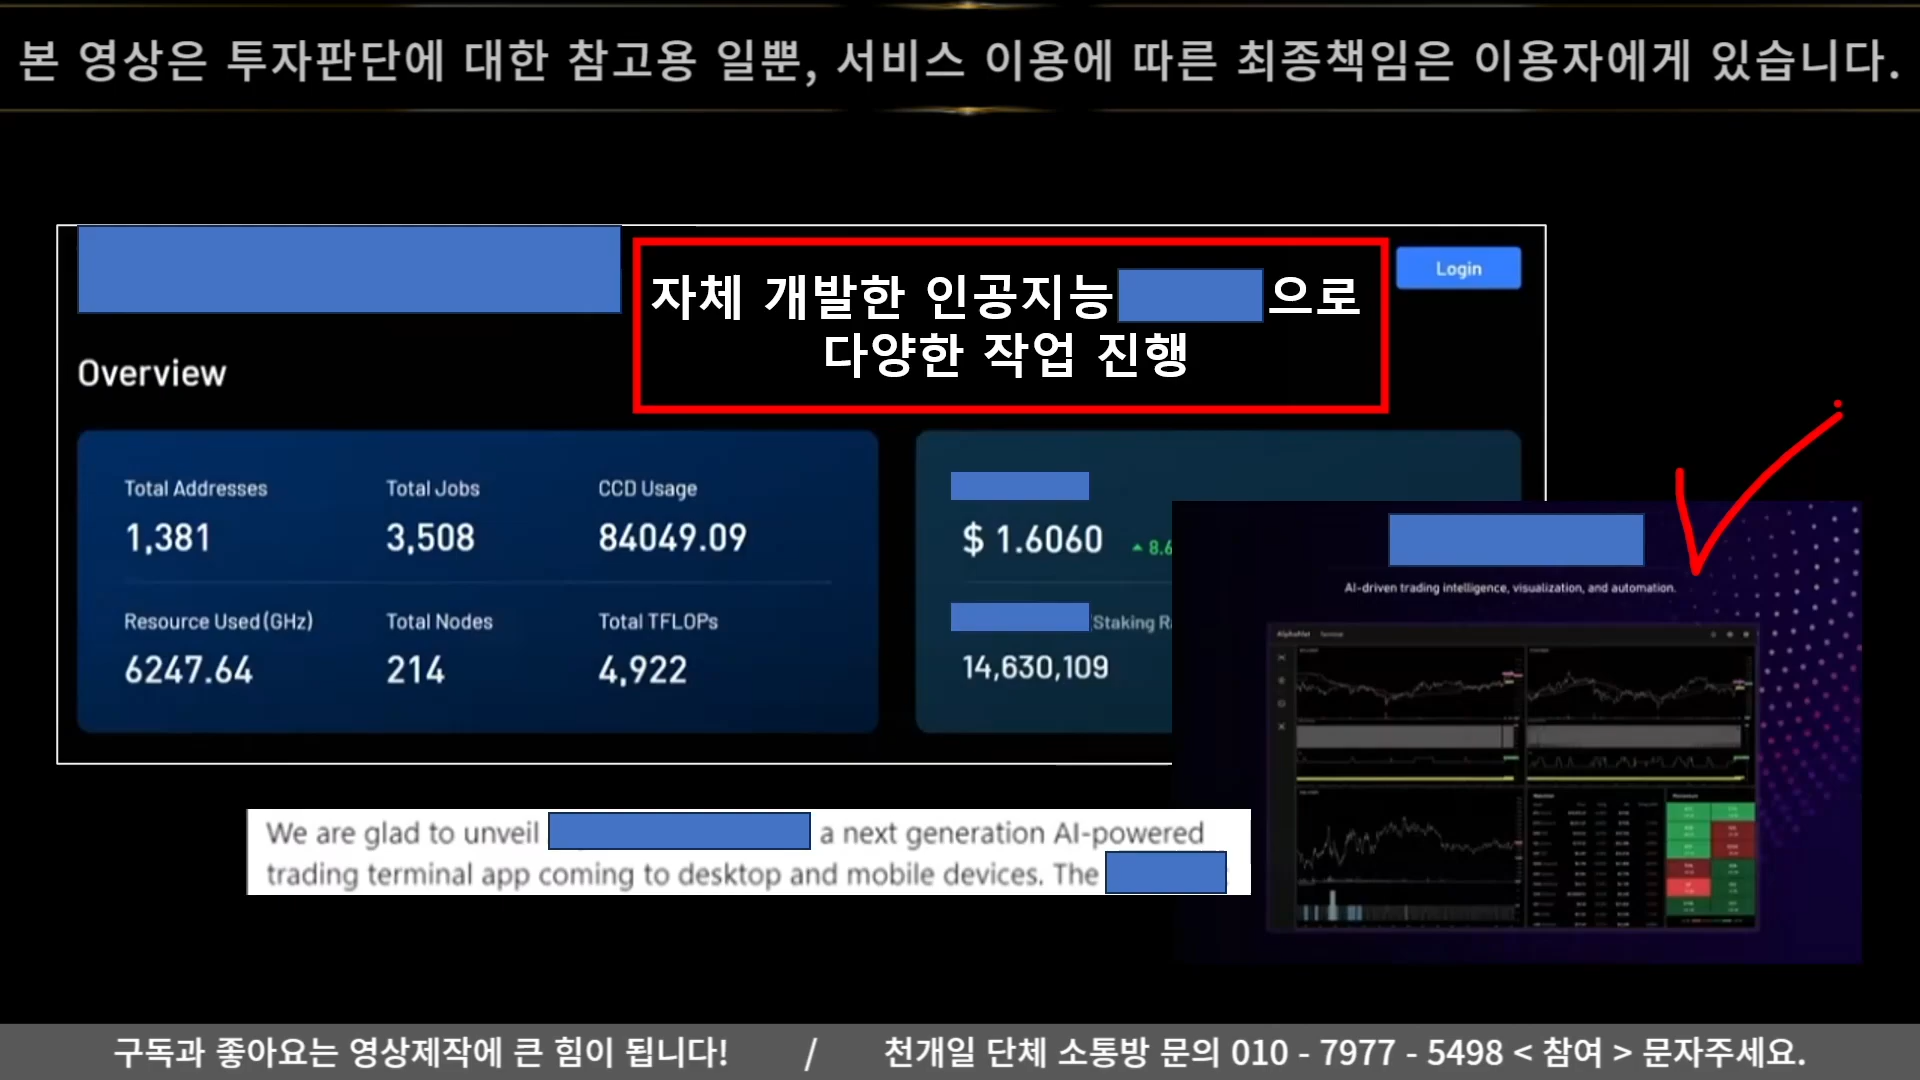 본 영상은 투자판단에 대한 참고용 일뿐, 서비스 이용에 따른 최종책임은 이용자에게 있습니다.
자체 개발한 인공지능 으로
다양한 작업 진행
Login
Overview
Total Addresses
Total Jobs
CCD Usage
1,381
3,508
84049.09
Resource Used(GHz)
Total Nodes
Total TFLOPs
6247.64
214
4,922
$ 1.6060
8.6
Staking
14,630,109
AI-driven trading intelligence, visualization, and automation.
AlphaNet
Terminal
We are glad to unveil a next generation AI-powered
trading terminal app coming to desktop and mobile devices. The
구독과 좋아요는 영상제작에 큰 힘이 됩니다! / 천개일 단체 소통방 문의 010 - 7977 - 5498 < 참여 > 문자주세요.